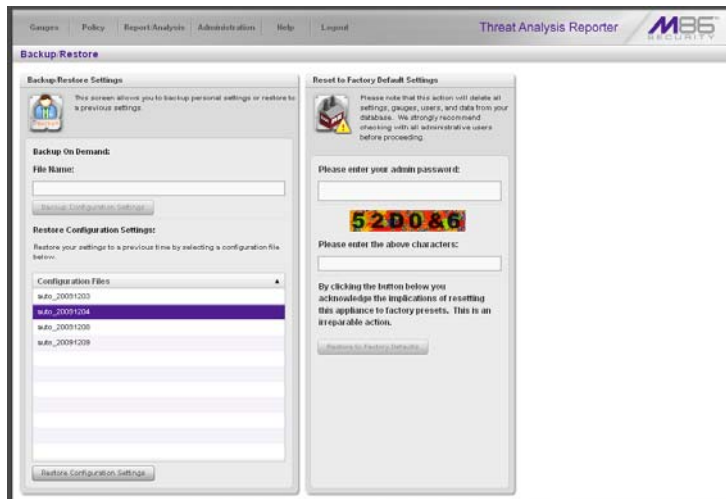 Gauges Policy Report/Analysis Administration Help Logout
Threat Analysis Reporter
M86
SECURITY
Backup/Restore
Backup/Restore Settings
This screen allows you to backup personal settings or restore to
a previous settings.
Backup On Demand:
File Name:
Backup Configuration Settings
Restore Configuration Settings:
Restore your settings to a previous time by selecting a configuration file
below.
Configuration Files
auto_20091203
auto_20091204
auto_20091208
auto_20091209
Restore Configuration Settings
Reset to Factory Default Settings
Please note that this action will delete all
settings, gauges, users, and data from your
database. We strongly recommend
checking with all administrative users
before proceeding.
Please enter your admin password:
52D0&6
Please enter the above characters:
By clicking the button below you
acknowledge the implications of resetting
this appliance to factory presets. This is an
irreparable action.
Restore to Factory Defaults